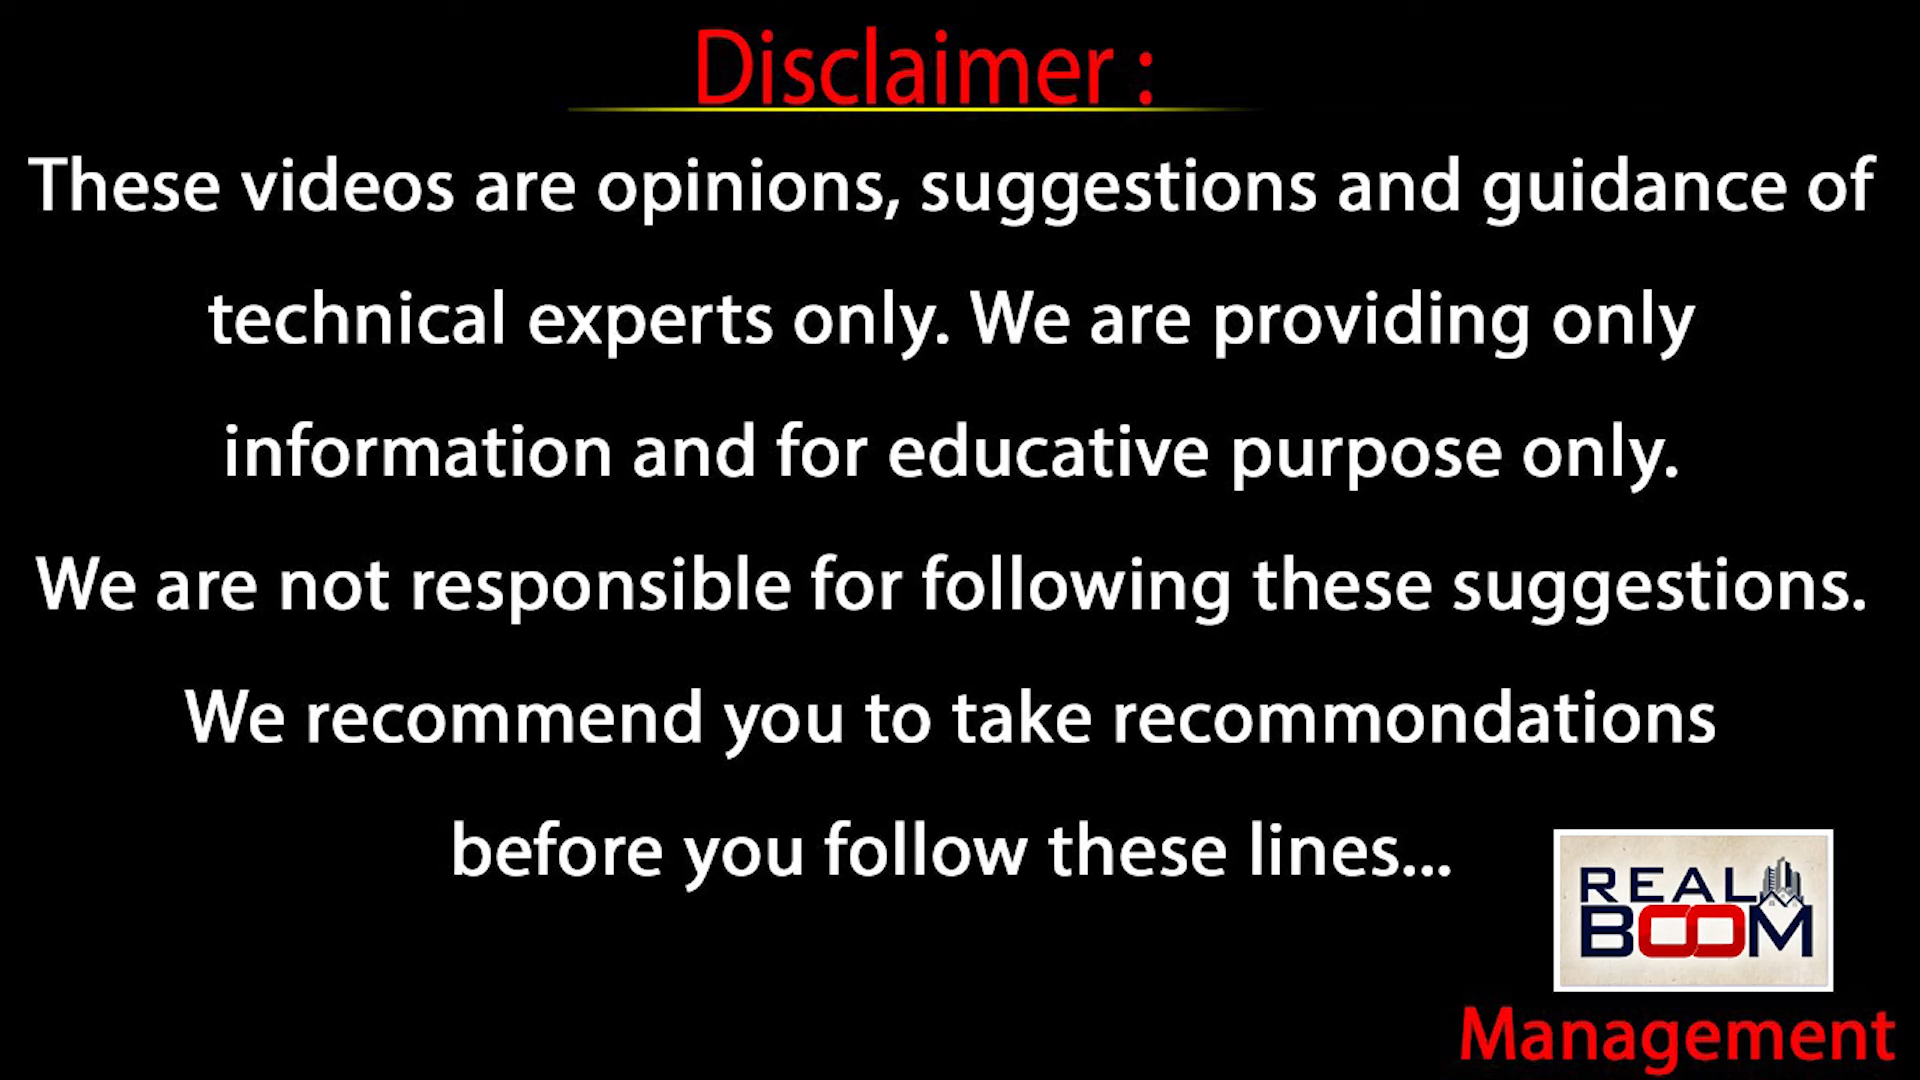 Disclaimer :
These videos are opinions, suggestions and guidance of
technical experts only. We are providing only
information and for educative purpose only.
We are not responsible for following these suggestions.
We recommend you to take recommondations
before you follow these lines...
REAL
BOOM
Management